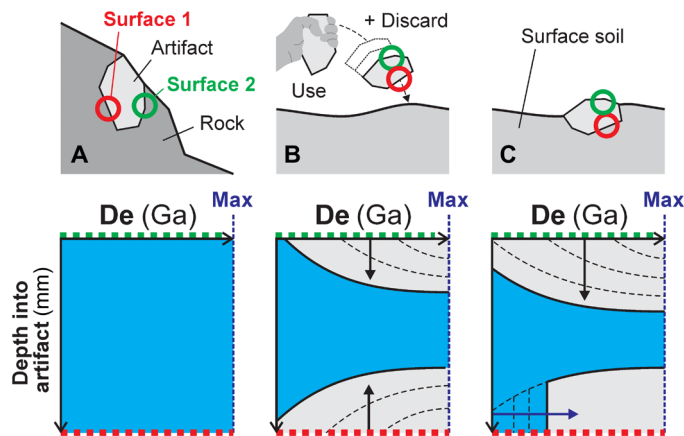 Surface 1
Artifact
Surface 2
Rock
A
+ Discard
Use
B
Surface soil
C
Max
De (Ga)
Max
De (Ga)
Max
De (Ga)
Depth into
artifact (mm)